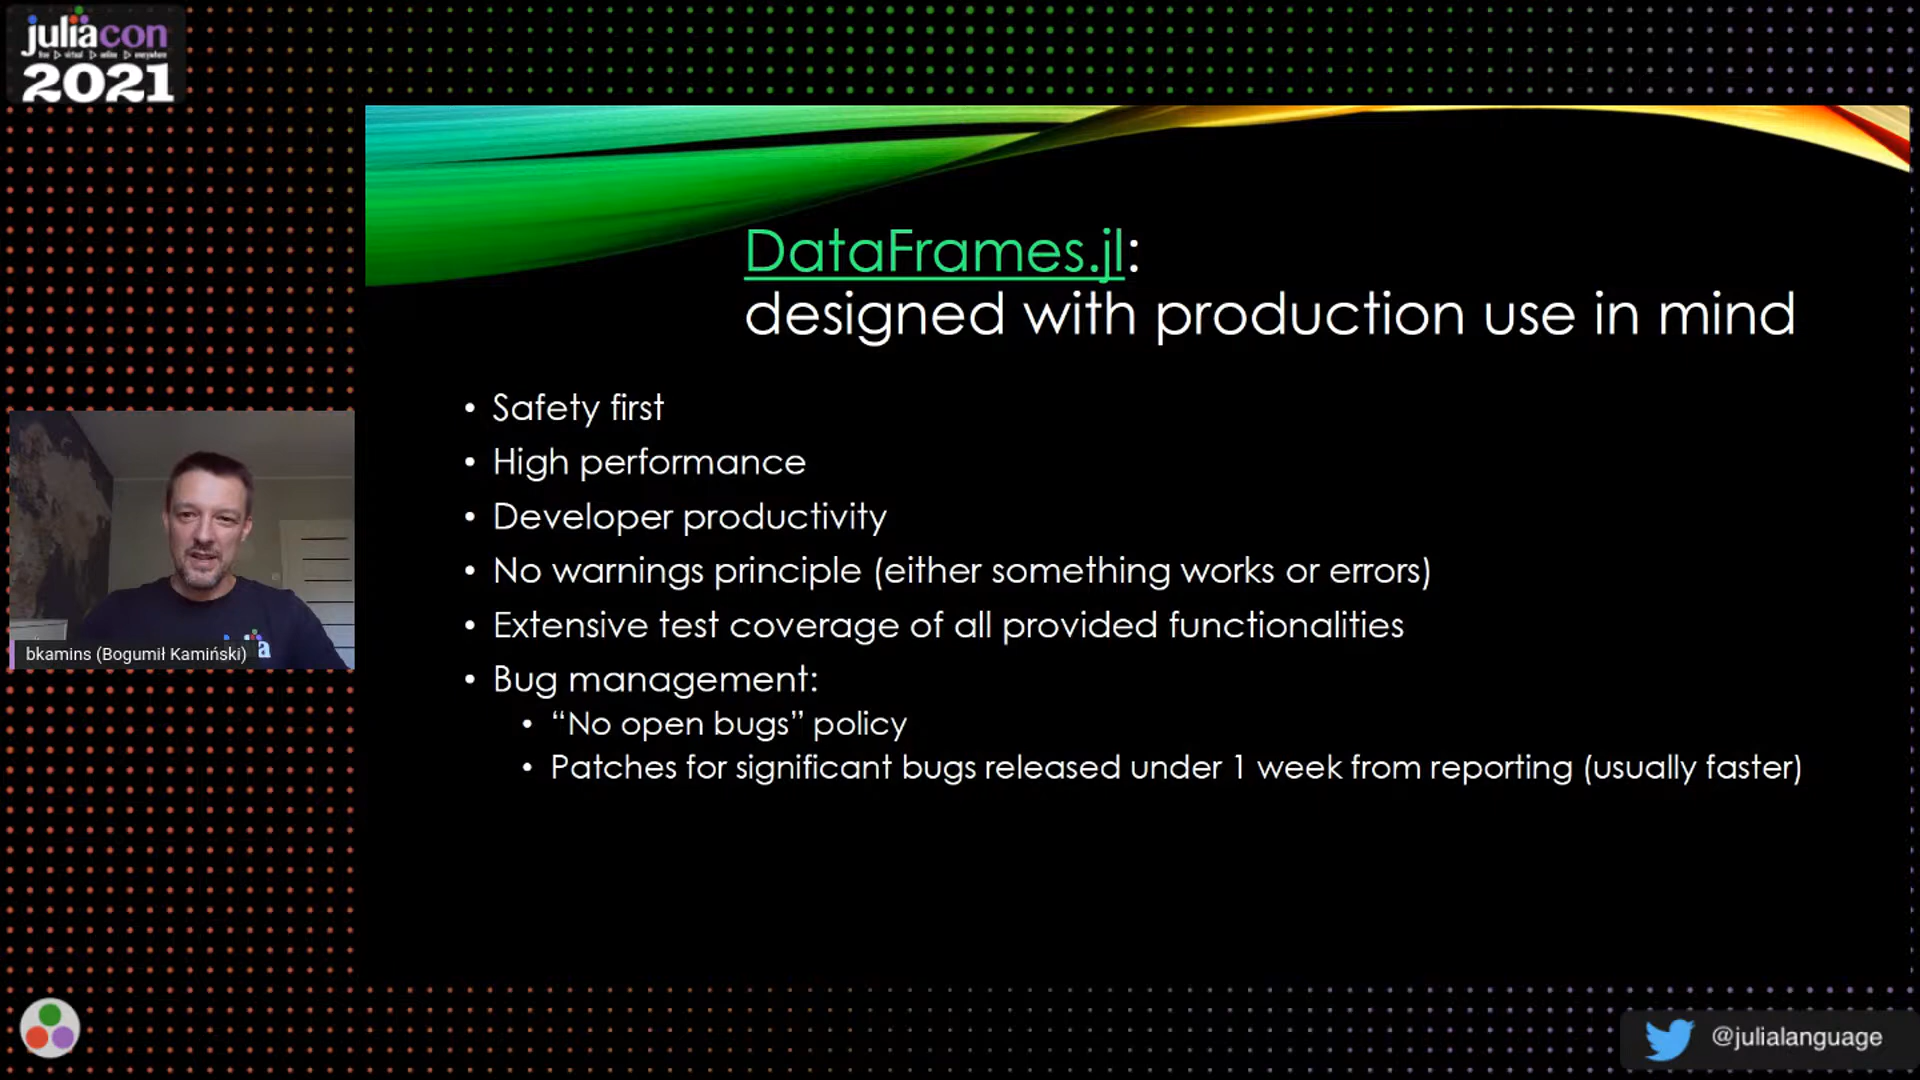 juliacon
2021
DataFrames.jl:
designed with production use in mind
• Safety first
• High performance
• Developer productivity
• No warnings principle (either something works or errors)
• Extensive test coverage of all provided functionalities
• Bug management:
• “No open bugs” policy
• Patches for significant bugs released under 1 week from reporting (usually faster)
bkamins (Bogumił Kamiński)
@julialanguage